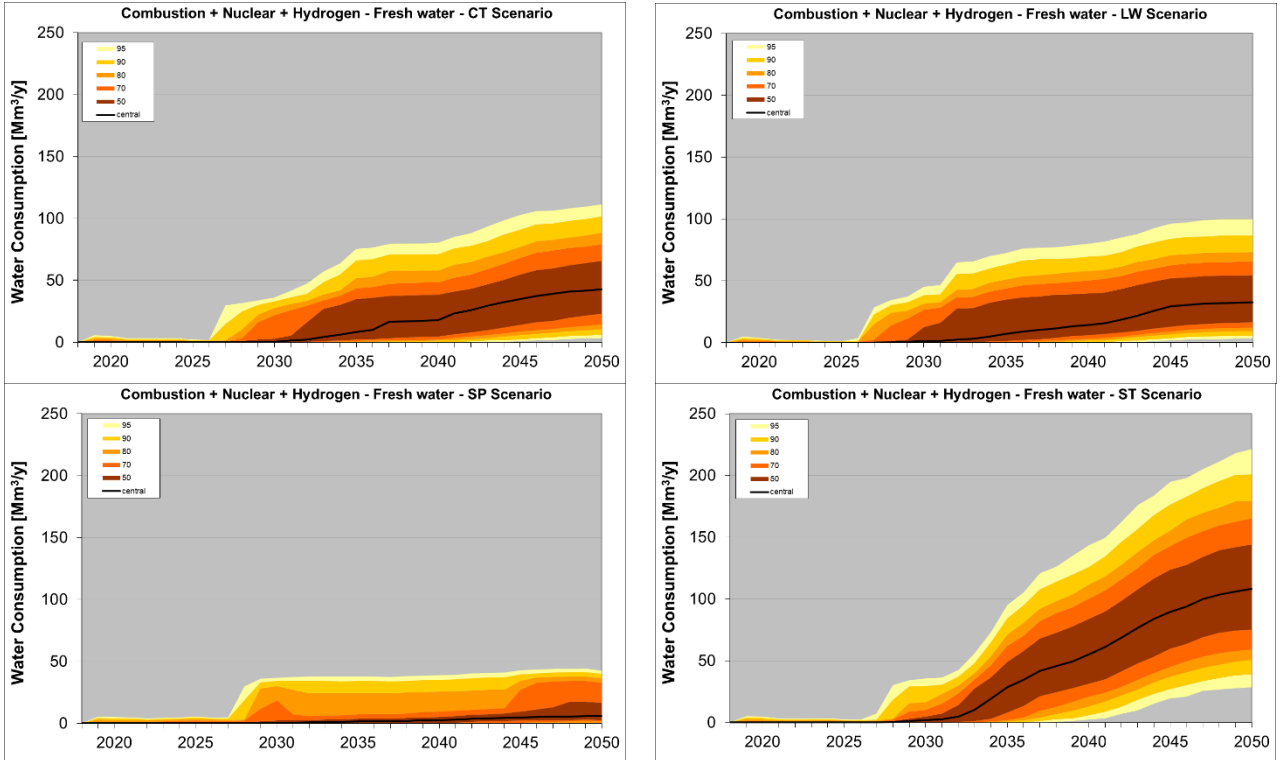 Combustion + Nuclear + Hydrogen - Fresh water - CT Scenario
Water Consumption [Mm³/y]
250
200
150
100
50
0
95
90
80
70
50
central
2020 2025 2030 2035 2040 2045 2050
Combustion + Nuclear + Hydrogen - Fresh water - LW Scenario
Water Consumption [Mm³/y]
250
200
150
100
50
0
95
90
80
70
50
central
2020 2025 2030 2035 2040 2045 2050
Combustion + Nuclear + Hydrogen - Fresh water - SP Scenario
Water Consumption [Mm³/y]
250
200
150
100
50
0
95
90
80
70
50
central
2020 2025 2030 2035 2040 2045 2050
Combustion + Nuclear + Hydrogen - Fresh water - ST Scenario
Water Consumption [Mm³/y]
250
200
150
100
50
0
95
90
80
70
50
central
2020 2025 2030 2035 2040 2045 2050